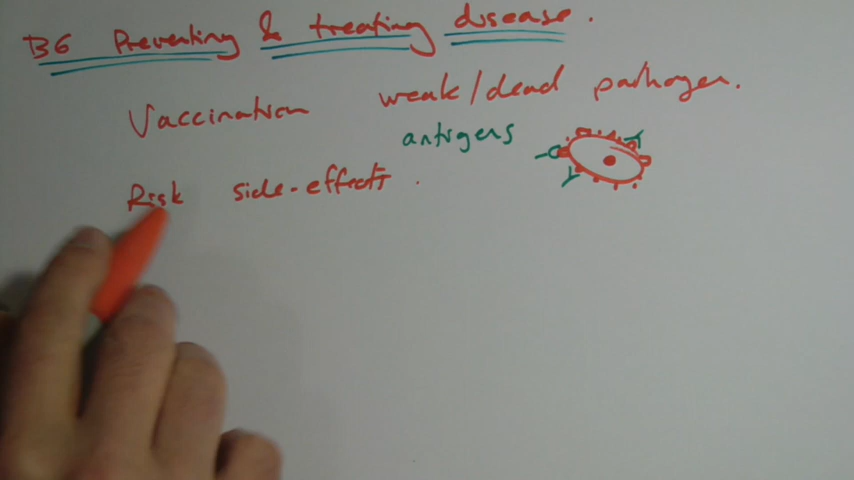 B6 Preventing & treating disease.
Vaccination weak/dead pathogen.
antigens
Risk side-effects.